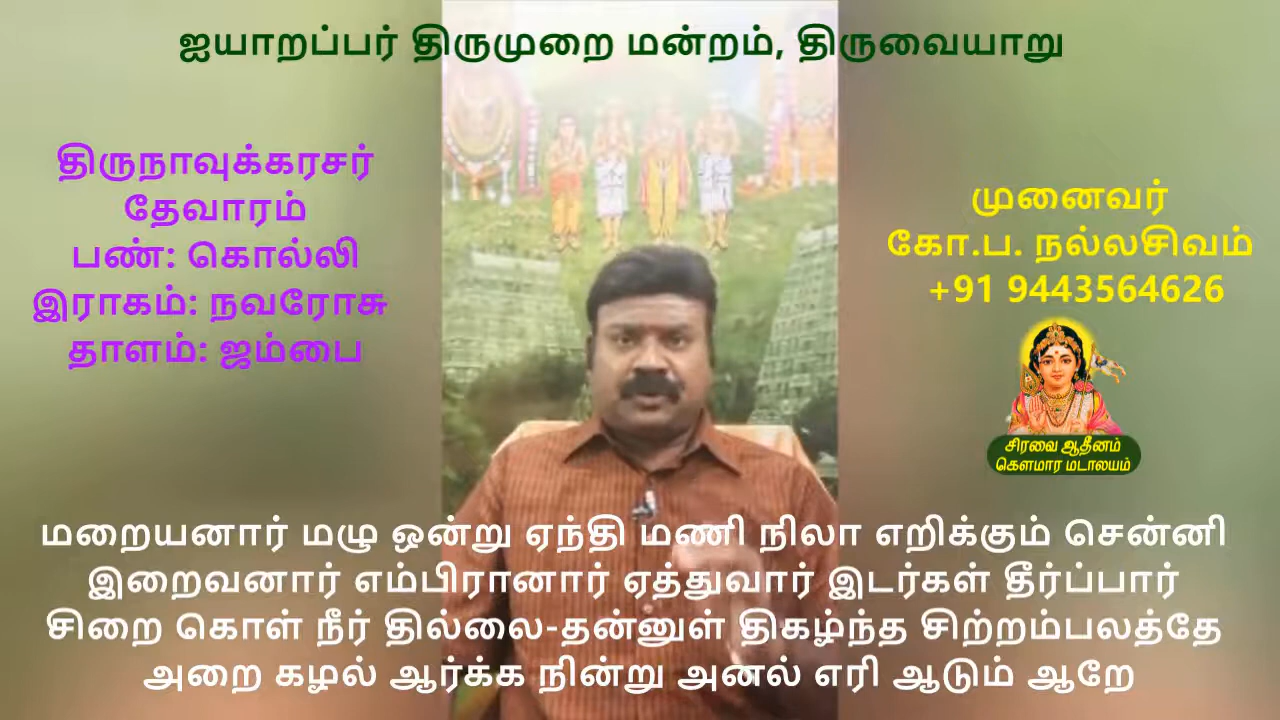 ஐயாறப்பர் திருமுறை மன்றம், திருவையாறு
திருநாவுக்கரசர்
தேவாரம்
பண்: கொல்லி
இராகம்: நவரோசு
தாளம்: ஜம்பை
முனைவர்
கோ.ப. நல்லசிவம்
+91 9443564626
சிரவை ஆதீனம்
கௌமார மடாலயம்
மறையனார் மழு ஒன்று ஏந்தி மணி நிலா எறிக்கும் சென்னி
இறைவனார் எம்பிரானார் ஏத்துவார் இடர்கள் தீர்ப்பார்
சிறை கொள் நீர் தில்லை-தன்னுள் திகழ்ந்த சிற்றம்பலத்தே
அறை கழல் ஆர்க்க நின்று அனல் எரி ஆடும் ஆறே